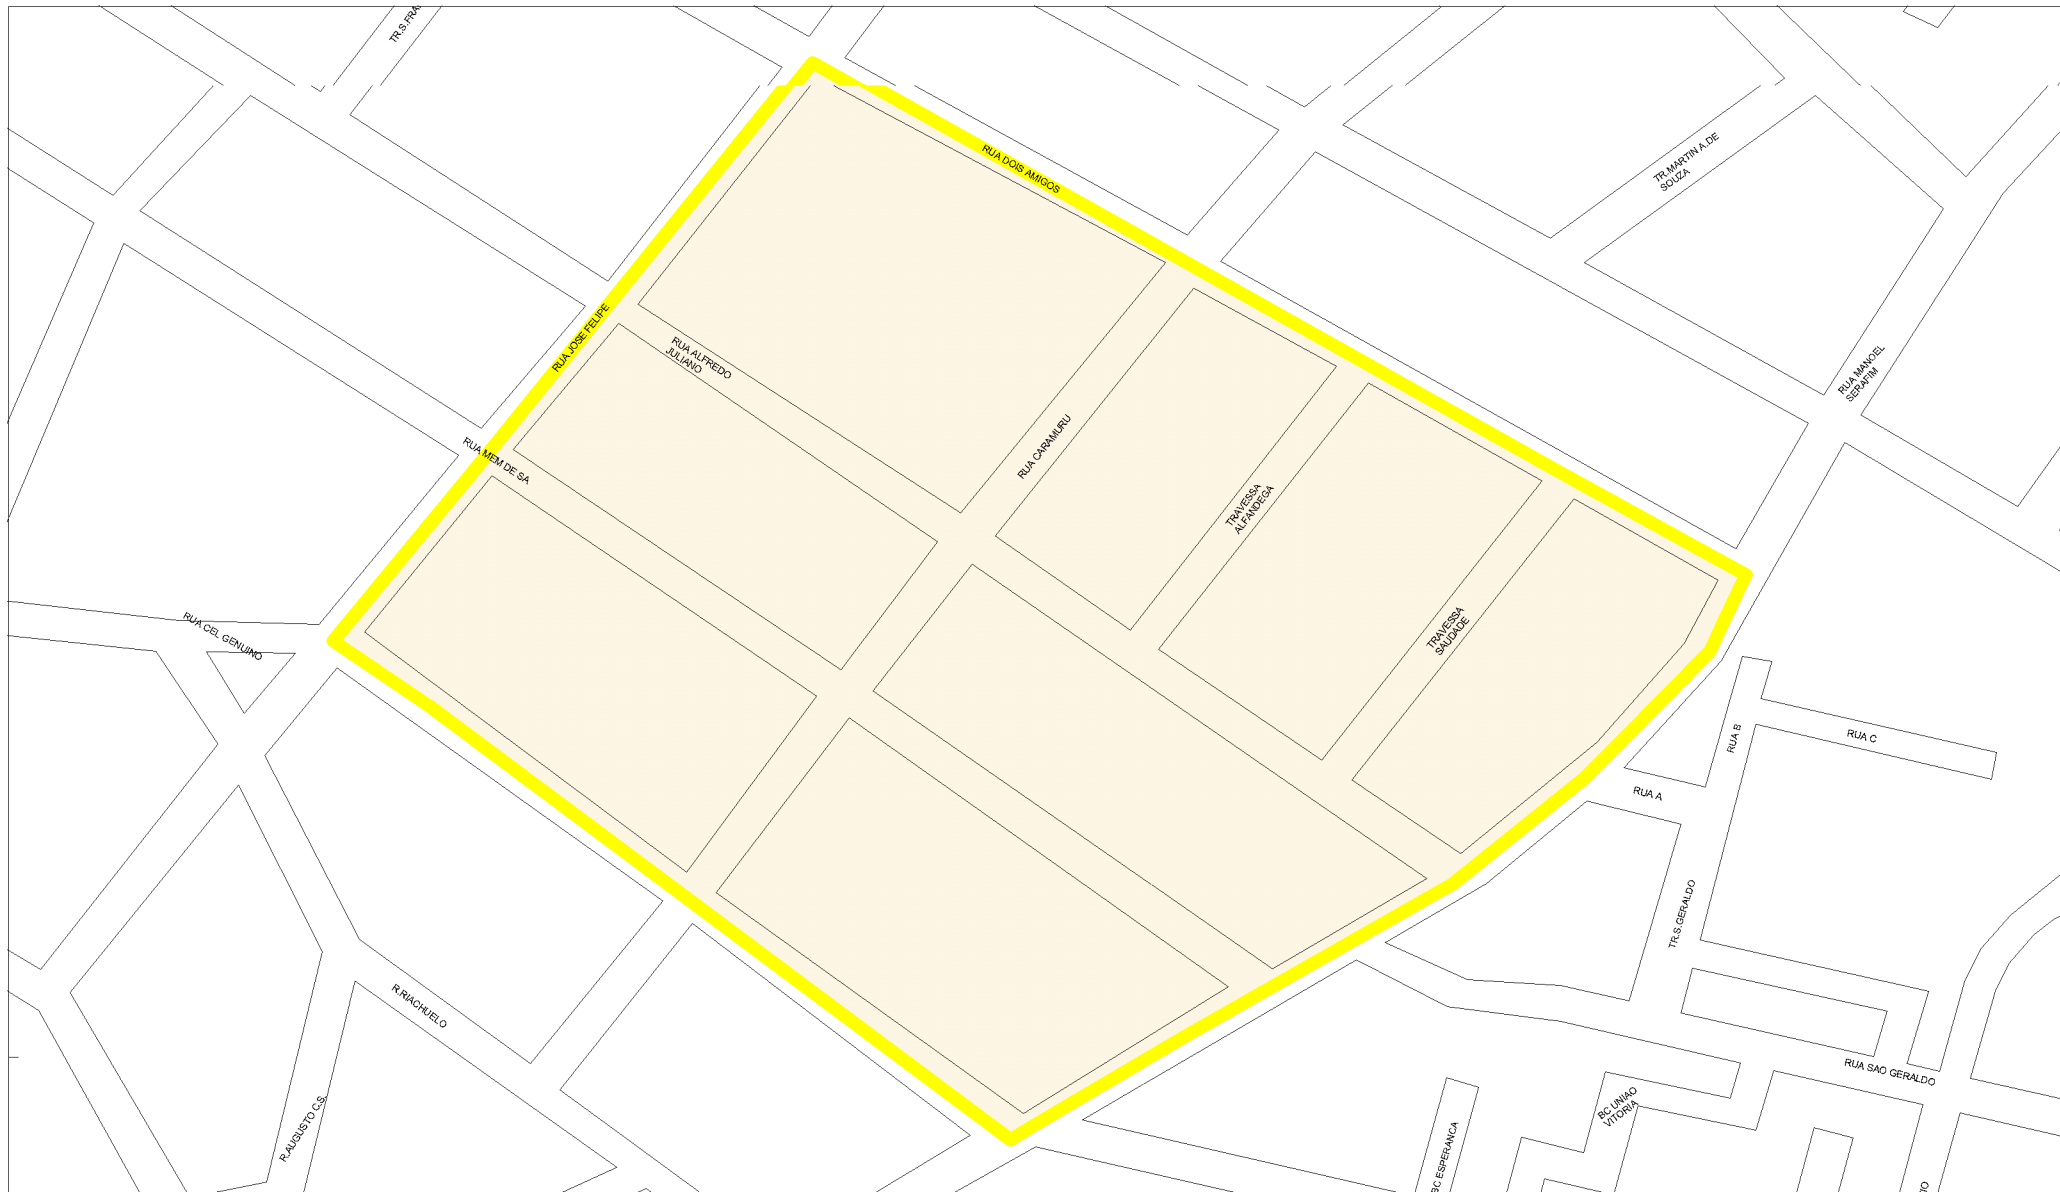 TR.S.FRA
RUA DOIS AMIGOS
TR.MARTIN A.DE
SOUZA
RUA JOSE FELIPE
RUA ALFREDO
JULIANO
RUA MANOEL
SERAFIM
RUA MEM DE SA
RUA CARAMURU
TRAVESSA
ALFANDEGA
RUA CEL GENUINO
TRAVESSA
SAUDADE
RUA B
RUA C
RUA A
TR.S.GERALDO
R.RIACHUELO
RUA SAO GERALDO
BC UNIAO
VITORIA
R.AUGUSTO C.S.
BC ESPERANCA